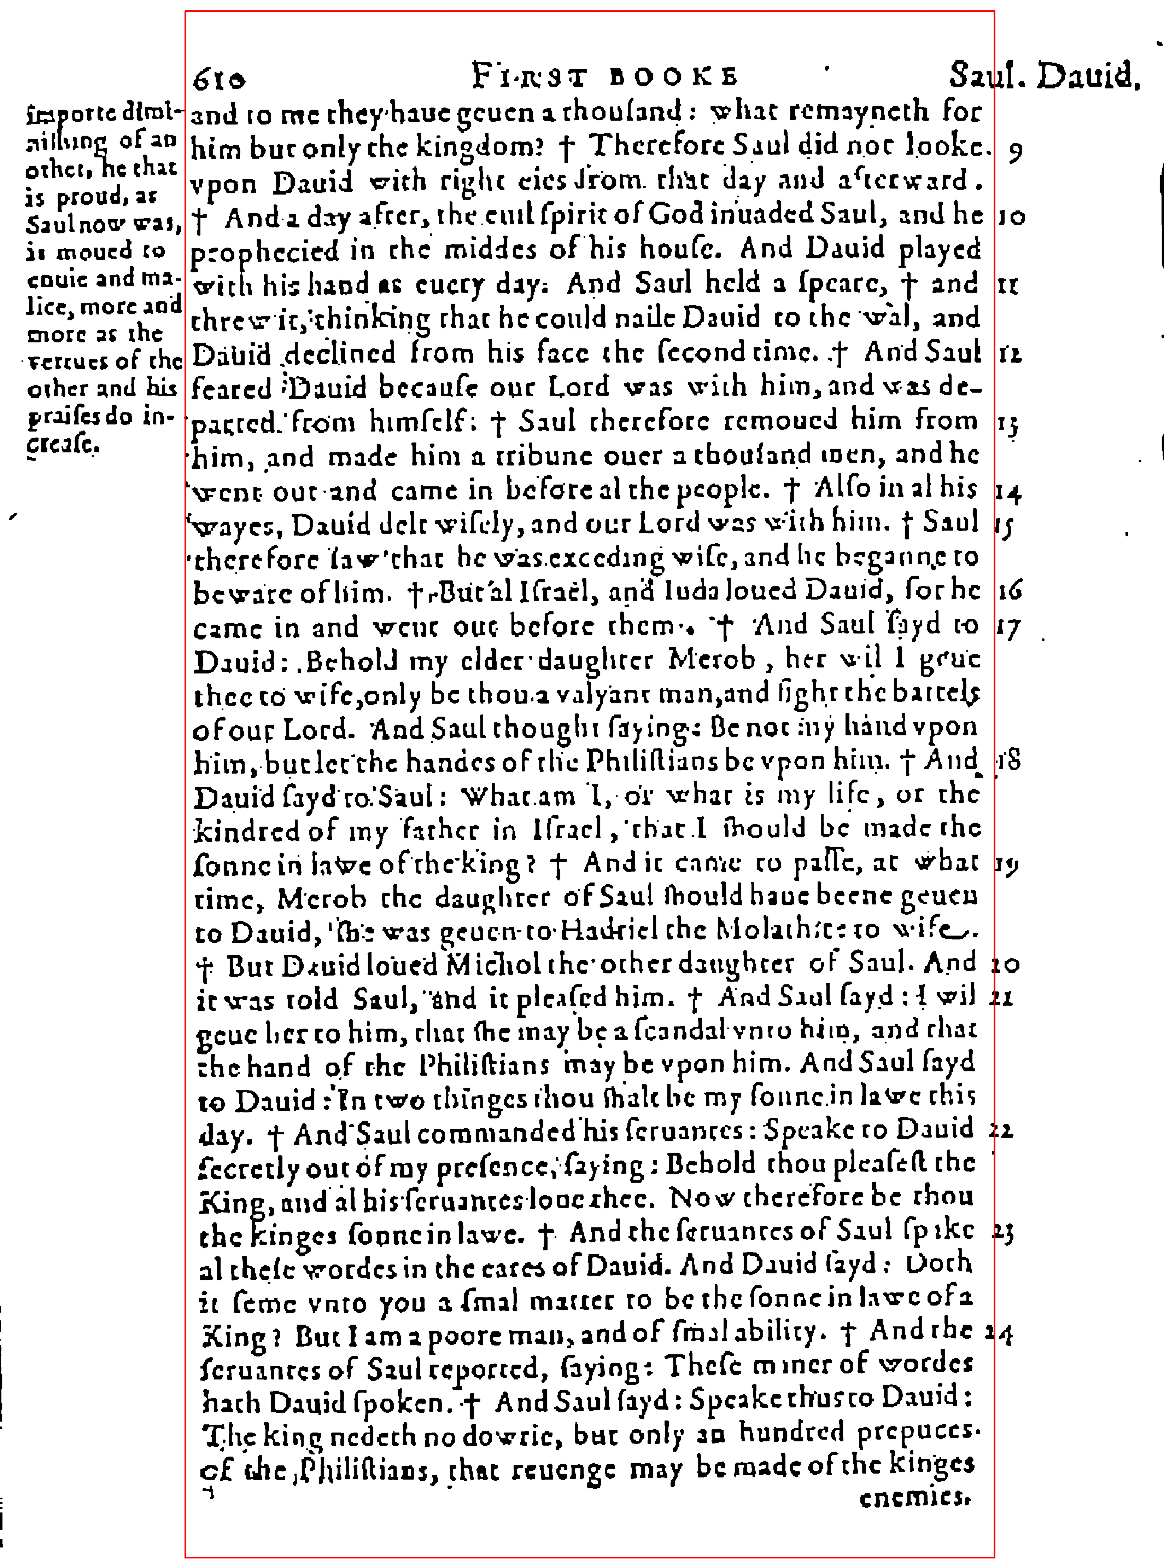 610 FIRST BOOKE Saul. Dauid.
importe dimi-
nishing of an
other, he that
is proud, as
Saul now was,
is moued to
enuie and ma-
lice, more and
more as the
vertues of the
other and his
praises do in-
crease.
and to me they haue geuen a thouſand: what remayneth for
him but only the kingdom? † Therefore Saul did not looke 9
vpon Dauid with right eies from that day and afterward.
† And a day after, the euil ſpirit of God inuaded Saul, and he 10
prophecied in the middes of his houſe. And Dauid played
with his hand as euery day. And Saul held a ſpeare, † and 11
threw it, thinking that he could naile Dauid to the wal, and
Dauid declined from his face the ſecond time. † And Saul 12
feared Dauid becauſe our Lord was with him, and was de-
parted from himſelf: † Saul therefore remoued him from 13
him, and made him a tribune ouer a thouſand men, and he
went out and came in before al the people. † Alſo in al his 14
wayes, Dauid delt wiſely, and our Lord was with him. † Saul 15
therefore ſaw that he was exceding wiſe, and he beganne to
beware of him. † But al Iſrael, and Iuda loued Dauid, for he 16
came in and went out before them. † And Saul ſayd to 17
Dauid: Behold my elder daughter Merob, her wil I geue
thee to wife, only be thou a valyant man, and fight the battels
of our Lord. And Saul thought ſaying: Be not my hand vpon
him, but let the handes of the Philiſtians be vpon him. † And 18
Dauid ſayd to Saul: What am I, or what is my life, or the
kindred of my father in Iſrael, that I ſhould be made the
ſonne in lawe of the king? † And it came to paſſe, at what 19
time, Merob the daughter of Saul ſhould haue beene geuen
to Dauid, ſhe was geuen to Hadriel the Molathite to wife.
† But Dauid loued Michol the other daughter of Saul. And 20
it was told Saul, and it pleaſed him. † And Saul ſayd: I wil 21
geue her to him, that ſhe may be a ſcandal vnto him, and that
the hand of the Philiſtians may be vpon him. And Saul ſayd
to Dauid: In two thinges thou ſhalt be my ſonne in lawe this
day. † And Saul commanded his ſeruantes: Speake to Dauid 22
ſecretly out of my preſence, ſaying: Behold thou pleaſeſt the
King, and al his ſeruantes loue thee. Now therefore be thou
the kinges ſonne in lawe. † And the ſeruantes of Saul ſpake 23
al theſe wordes in the eares of Dauid. And Dauid ſayd: Doth
it ſeme vnto you a ſmal matter to be the ſonne in lawe of a
King? But I am a poore man, and of ſmal ability. † And the 24
ſeruantes of Saul reported, ſaying: Theſe maner of wordes
hath Dauid ſpoken. † And Saul ſayd: Speake thus to Dauid:
The king nedeth no dowrie, but only an hundred prepuces
of the Philiſtians, that reuenge may be made of the kinges
enemies.